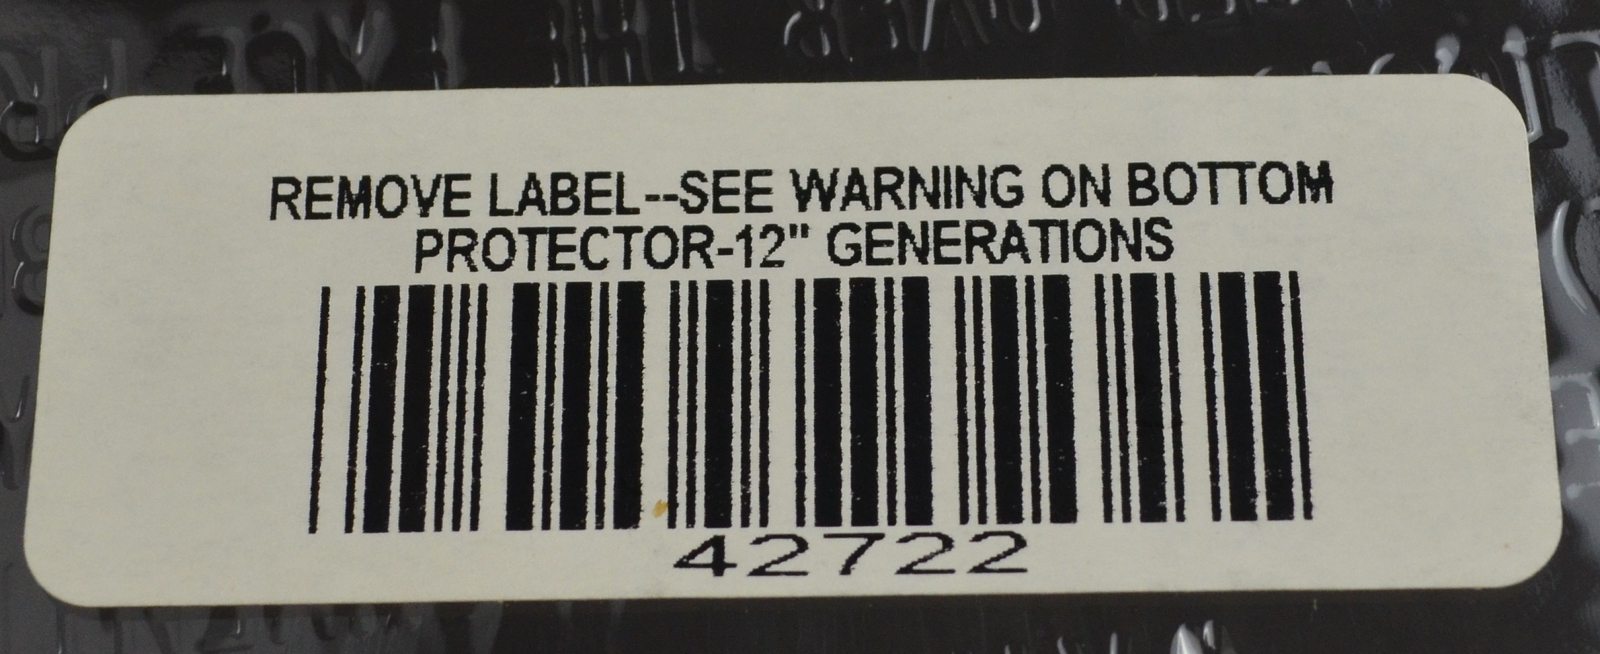 REMOVE LABEL--SEE WARNING ON BOTTOM
PROTECTOR-12" GENERATIONS
42722